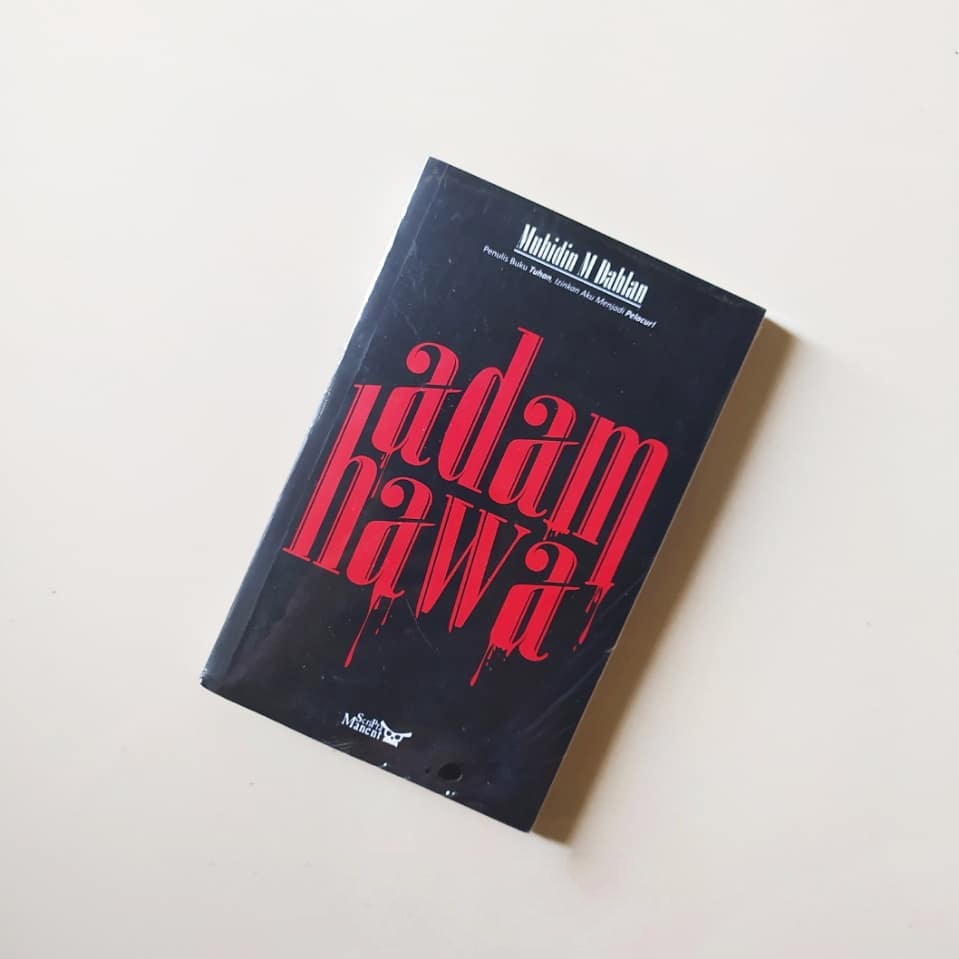 Muhidin M Dahlan
Penulis Buku Tuhan, Izinkan Aku Menjadi Pelacur!
adam
hawa
ScriPta
Manent